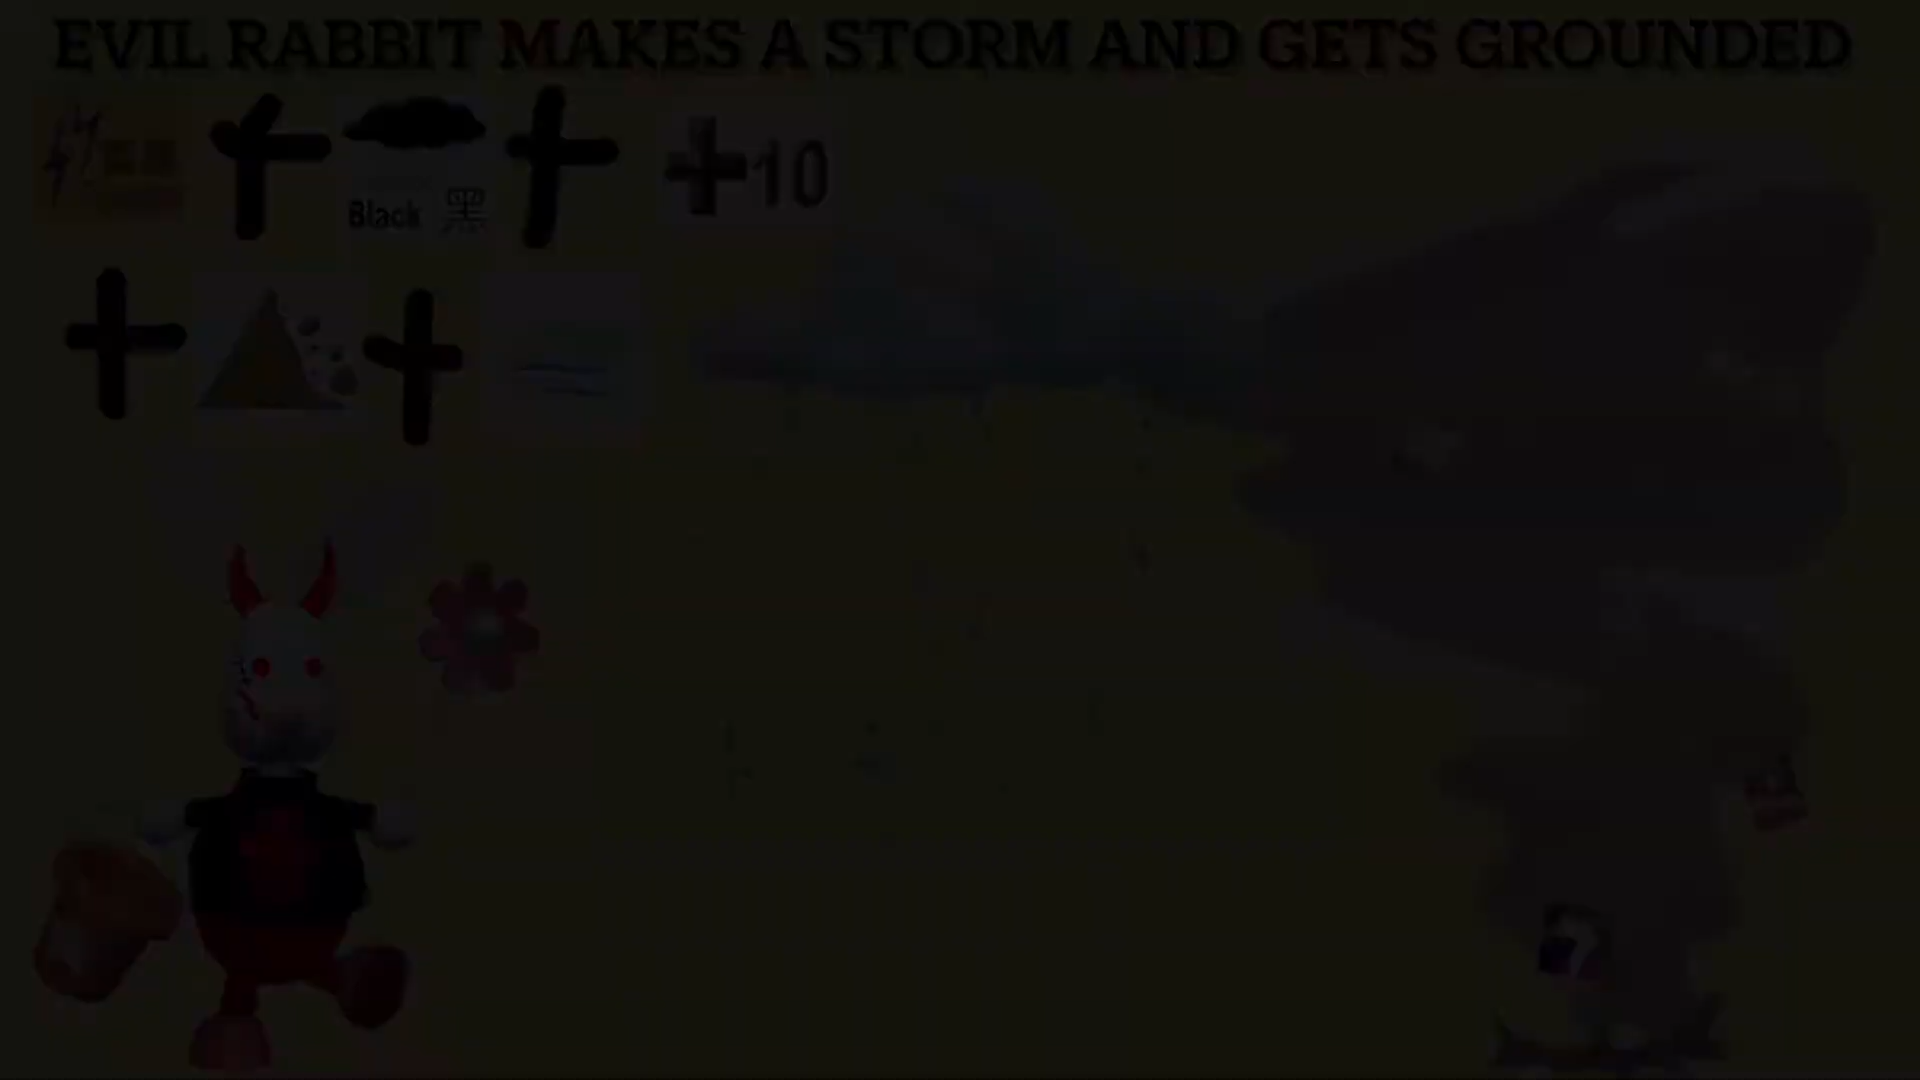 EVIL RABBIT MAKES A STORM AND GETS GROUNDED
Black 黑
+10